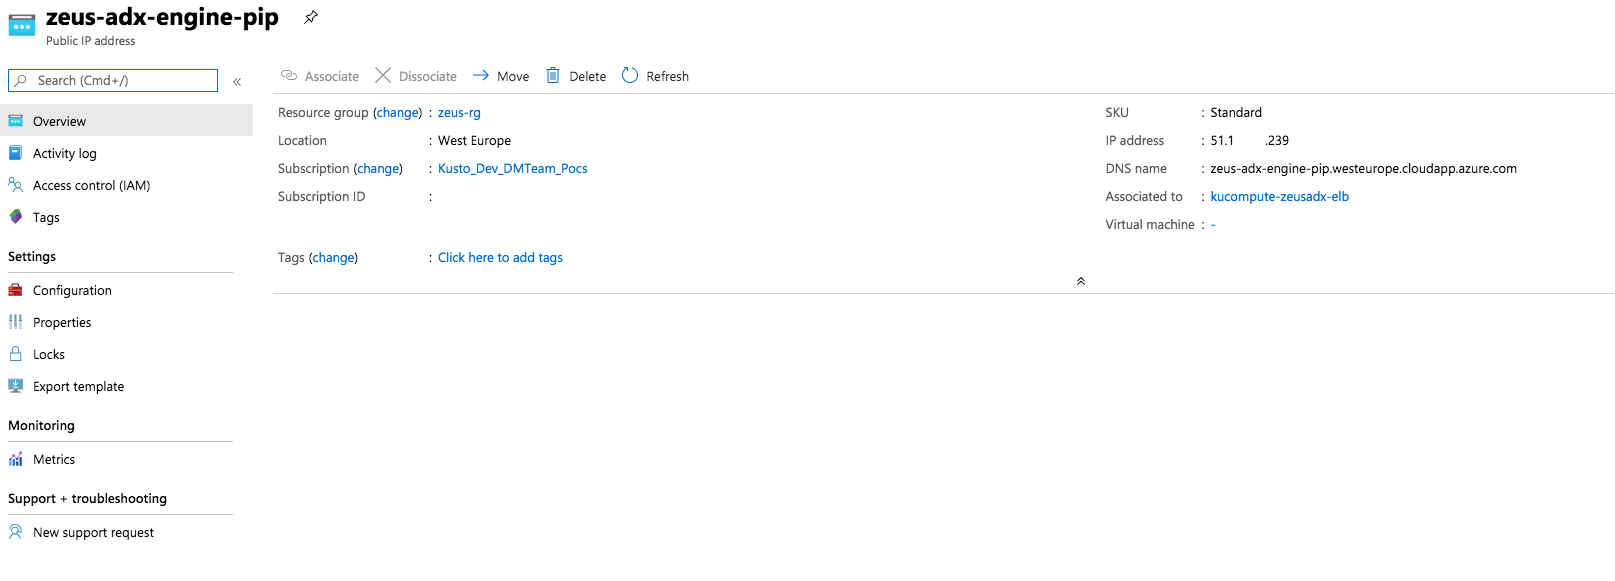 zeus-adx-engine-pip
Public IP address
Search (Cmd+/)
«
Overview
Activity log
Access control (IAM)
Tags
Settings
Configuration
Properties
Locks
Export template
Monitoring
Metrics
Support + troubleshooting
New support request
Associate Dissociate Move Delete Refresh
Resource group (change) : zeus-rg
Location : West Europe
Subscription (change) : Kusto_Dev_DMTeam_Pocs
Subscription ID :
Tags (change) : Click here to add tags
SKU : Standard
IP address : 51.1 .239
DNS name : zeus-adx-engine-pip.westeurope.cloudapp.azure.com
Associated to : kucompute-zeusadx-elb
Virtual machine : -